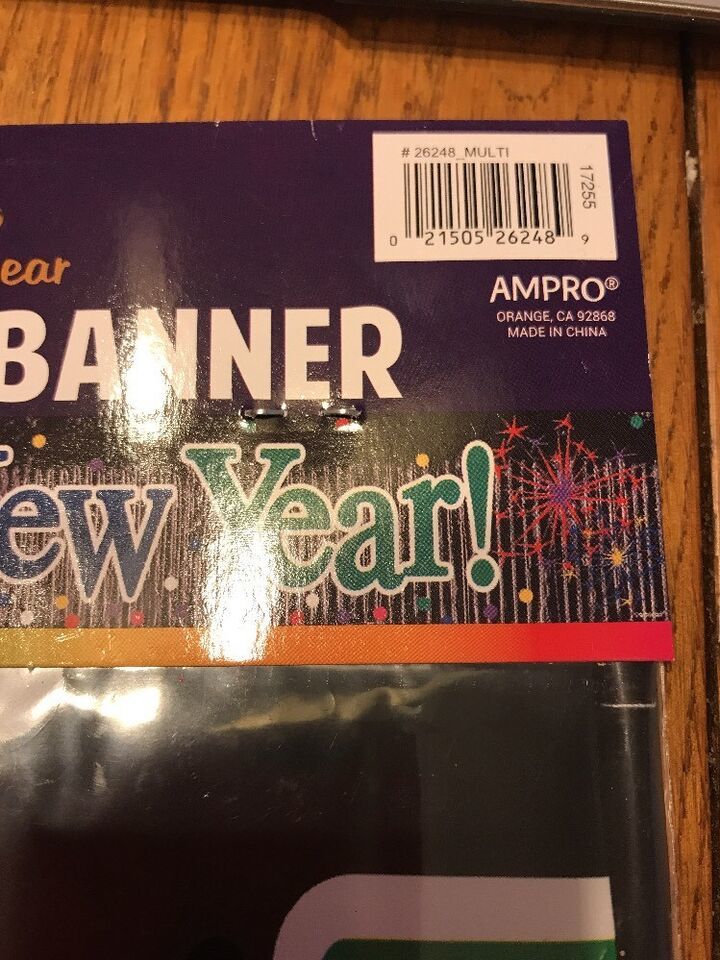 # 26248_MULTI
17255
0 21505 26248 9
ear
AMPRO®
ORANGE, CA 92868
MADE IN CHINA
BANNER
ew Year!